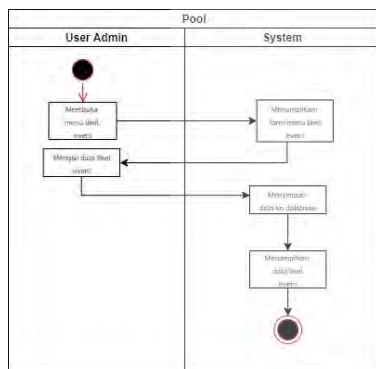 Pool
User Admin
System
Membuka
menu tiket
event
Menampilkan
form menu tiket
event
Mengisi data tiket
event
Menyimpan
data ke database
Menampilkan
data tiket
event